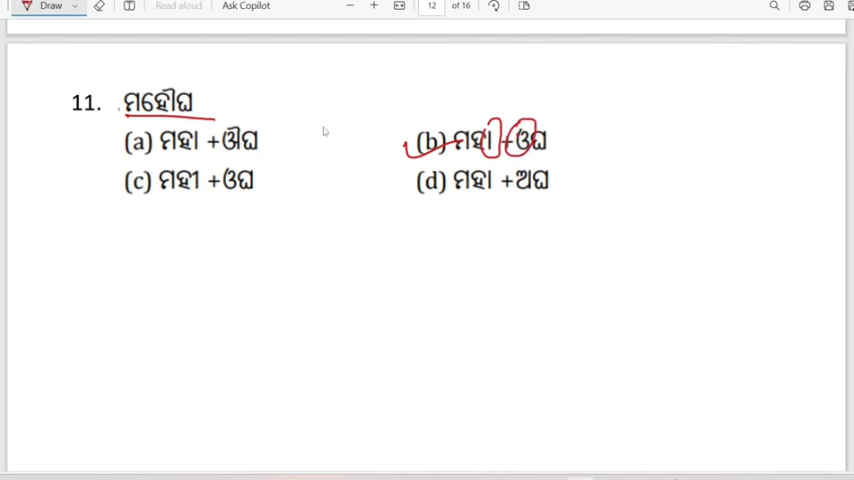 Draw Read aloud Ask Copilot 12 of 16
11. ମହୌଘ
(a) ମହା +ଔଘ (b) ମହା +ଓଘ
(c) ମହୀ +ଓଘ (d) ମହା +ଅଘ